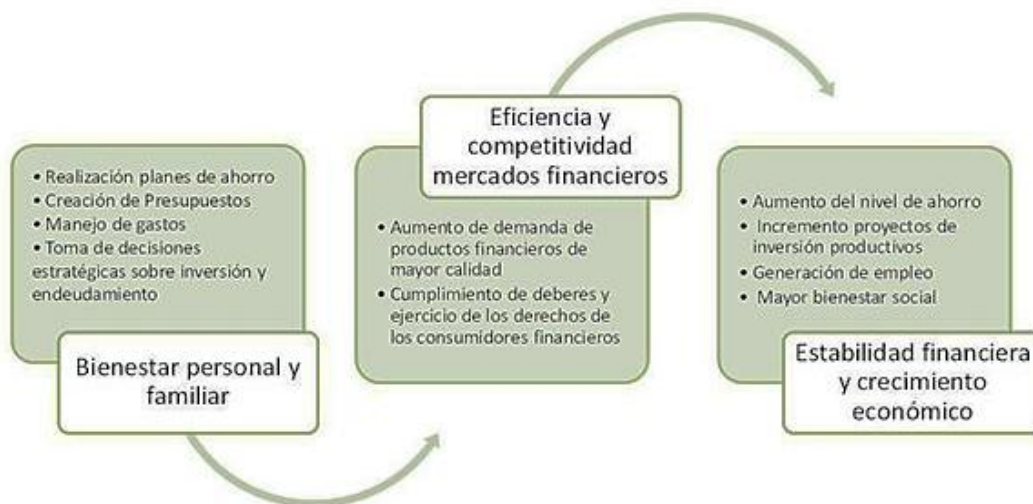 • Realización planes de ahorro
• Creación de Presupuestos
• Manejo de gastos
• Toma de decisiones
estratégicas sobre inversión y
endeudamiento
Bienestar personal y
familiar
Eficiencia y
competitividad
mercados financieros
• Aumento de demanda de
productos financieros de
mayor calidad
• Cumplimiento de deberes y
ejercicio de los derechos de
los consumidores financieros
• Aumento del nivel de ahorro
• Incremento proyectos de
inversión productivos
• Generación de empleo
• Mayor bienestar social
Estabilidad financiera
y crecimiento
económico